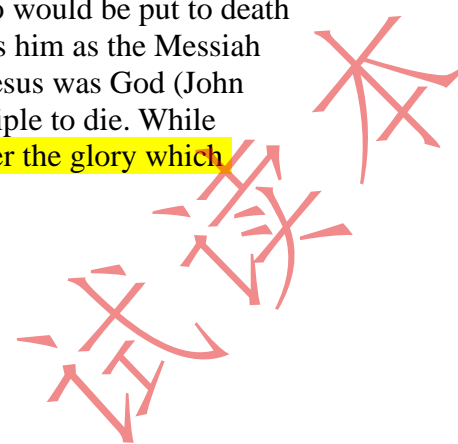 o would be put to death
s him as the Messiah
esus was God (John
iple to die. While
er the glory which
试读本